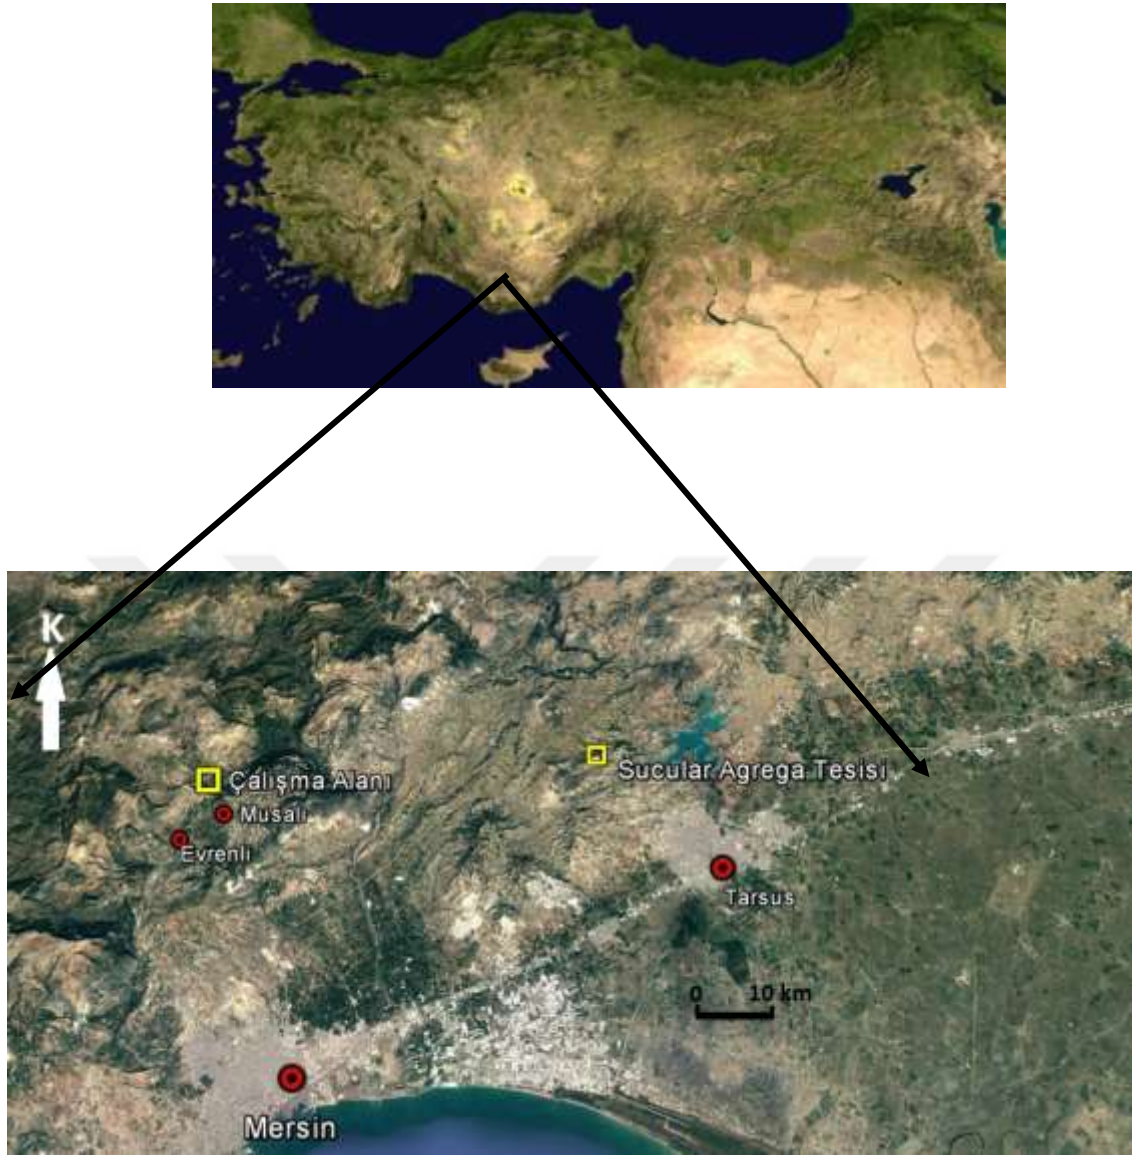 K
Çalışma Alanı
Sucular Agrega Tesisi
Musalı
Evrenli
Tarsus
0 10 km
Mersin